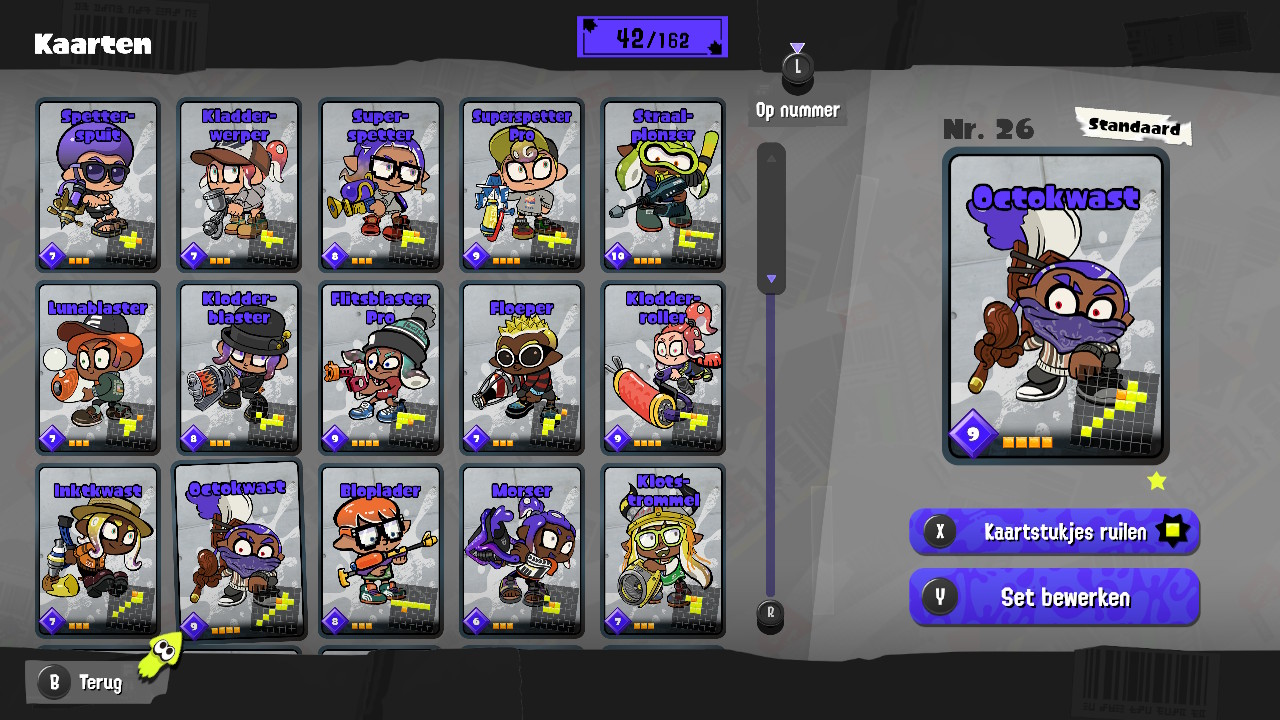 Kaarten
42/162
L
Op nummer
Nr. 26
Standaard
Spetter-
spuit
7
Kladder-
werper
7
Super-
spetter
8
Superspetter
Pro
9
Straal-
plonzer
10
Lunablaster
7
Klodder-
blaster
8
Flitsblaster
Pro
9
Floeper
7
Klodder-
roller
9
Inktkwast
7
Octokwast
9
Bloplader
8
Morser
6
Klots-
trommel
7
R
Octokwast
9
X Kaartstukjes ruilen
Y Set bewerken
B Terug